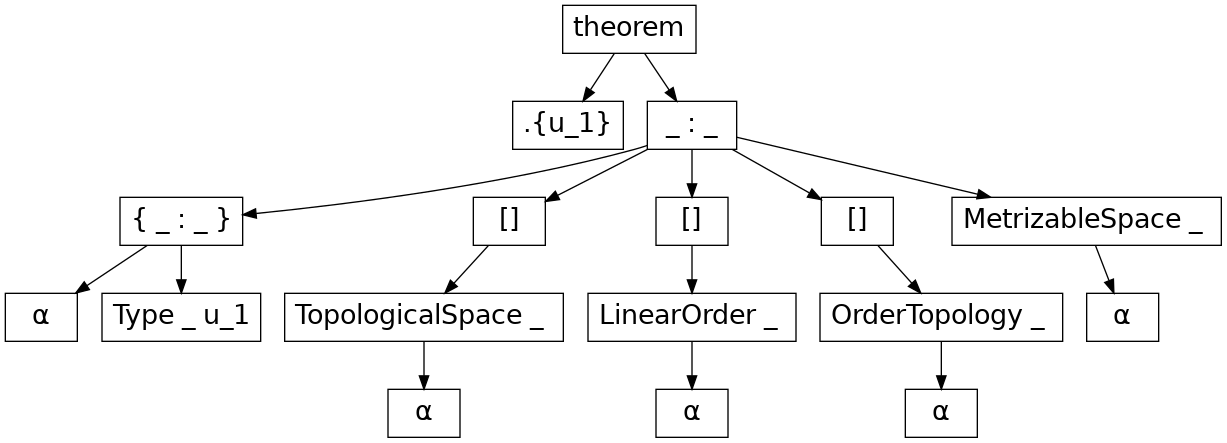 theorem
.{u_1}
_ : _
{ _ : _ }
[]
[]
[]
MetrizableSpace _
α
Type _ u_1
TopologicalSpace _
LinearOrder _
OrderTopology _
α
α
α
α